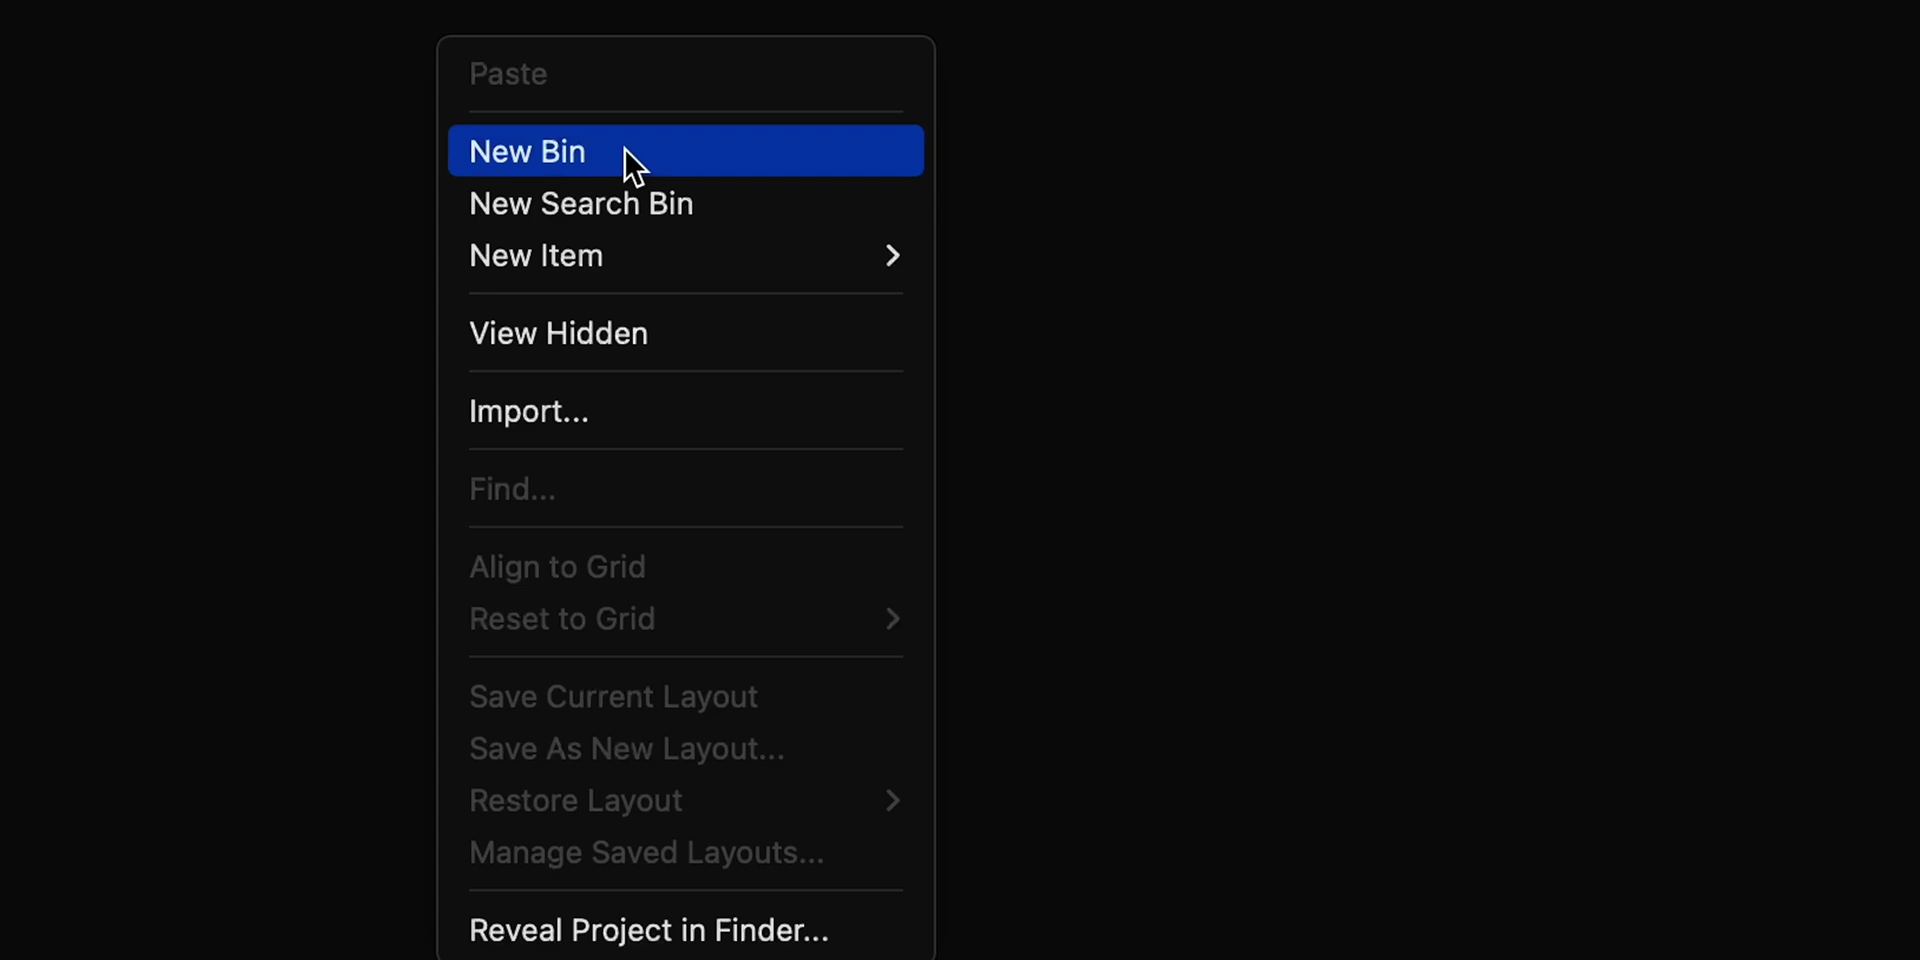 Paste
New Bin
New Search Bin
New Item
View Hidden
Import...
Find...
Align to Grid
Reset to Grid
Save Current Layout
Save As New Layout...
Restore Layout
Manage Saved Layouts...
Reveal Project in Finder...